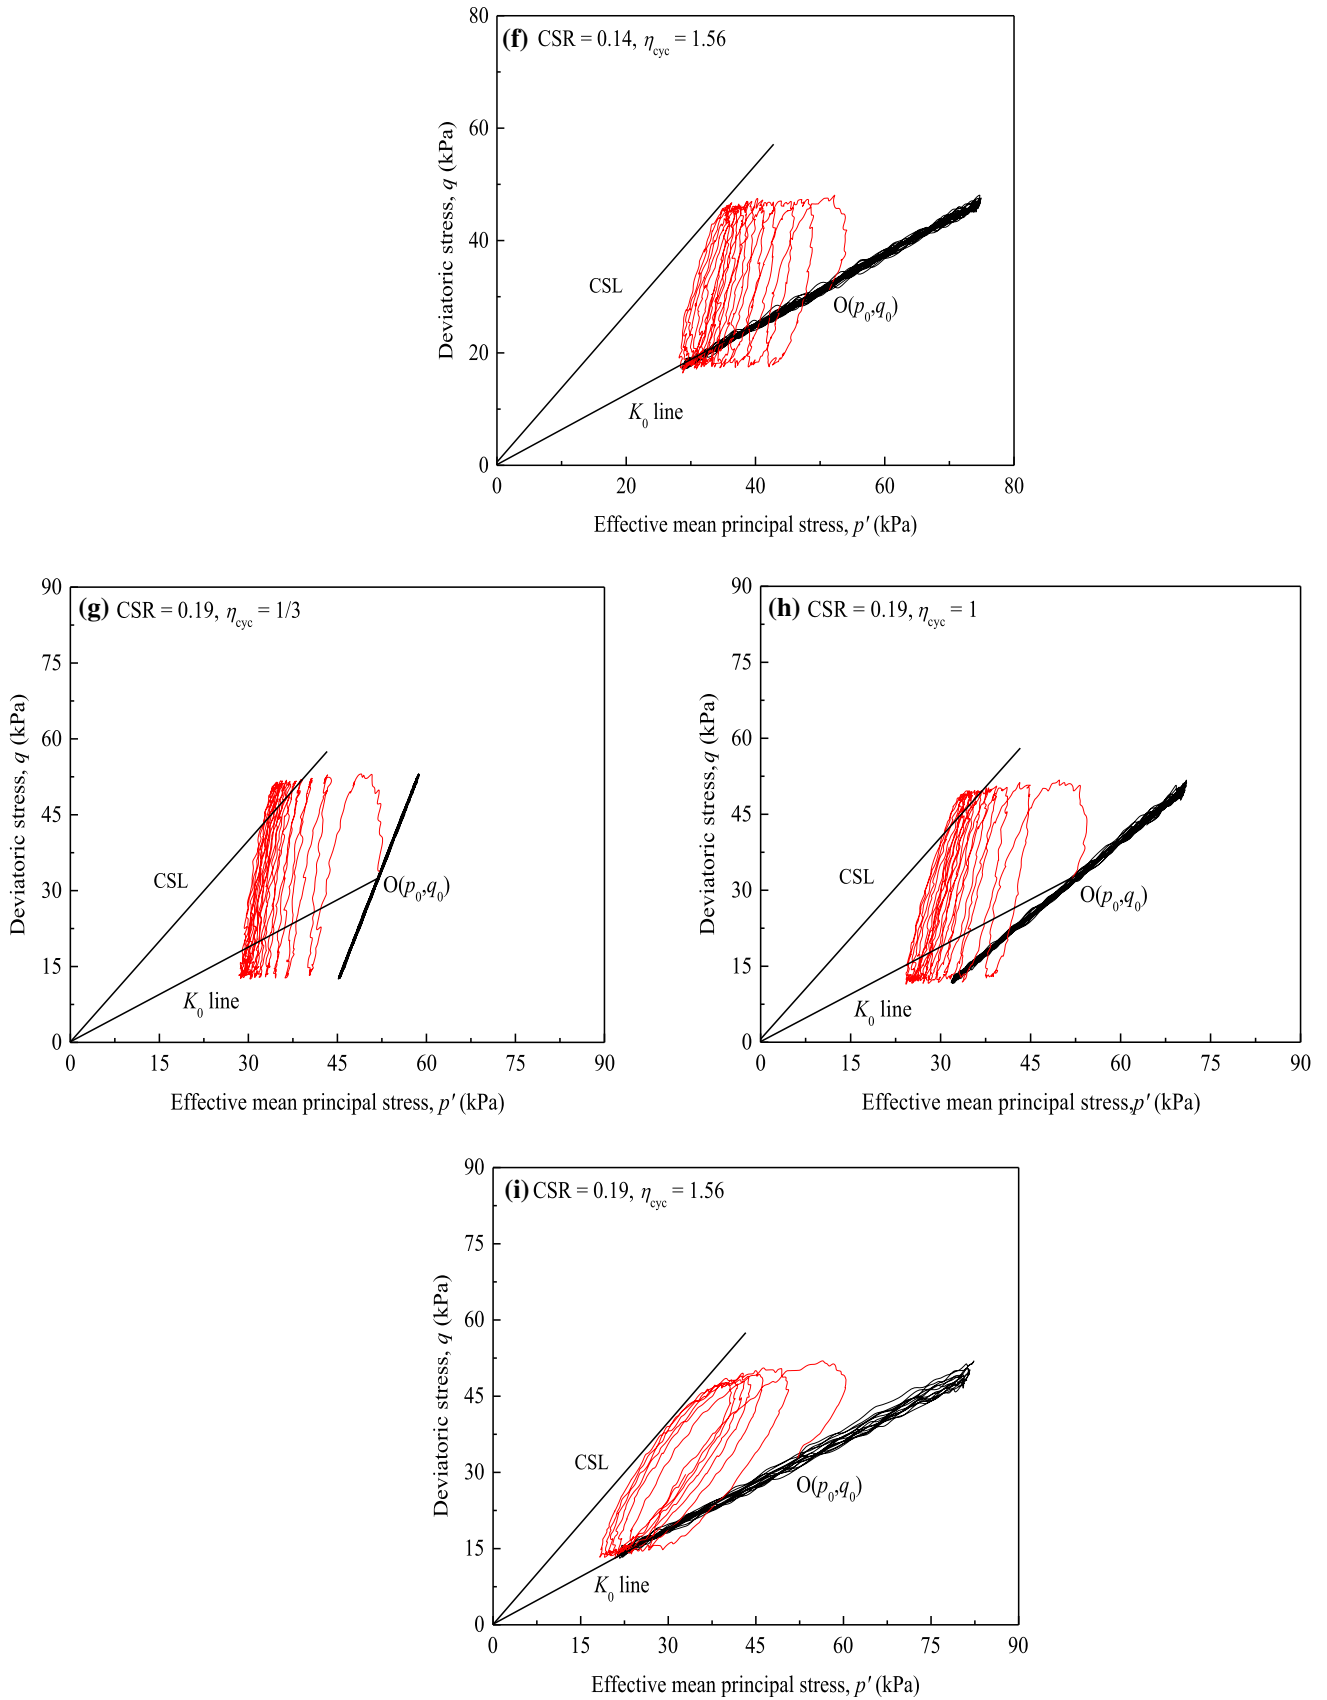 (f) CSR = 0.14, ηcyc = 1.56
80
60
40
20
0
Deviatoric stress, q (kPa)
CSL
O(p0,q0)
K0 line
0 20 40 60 80
Effective mean principal stress, p′ (kPa)
(g) CSR = 0.19, ηcyc = 1/3
90
75
60
45
30
15
0
Deviatoric stress, q (kPa)
CSL
O(p0,q0)
K0 line
0 15 30 45 60 75 90
Effective mean principal stress, p′ (kPa)
(h) CSR = 0.19, ηcyc = 1
90
75
60
45
30
15
0
Deviatoric stress, q (kPa)
CSL
O(p0,q0)
K0 line
0 15 30 45 60 75 90
Effective mean principal stress,p′ (kPa)
(i) CSR = 0.19, ηcyc = 1.56
90
75
60
45
30
15
0
Deviatoric stress, q (kPa)
CSL
O(p0,q0)
K0 line
0 15 30 45 60 75 90
Effective mean principal stress, p′ (kPa)